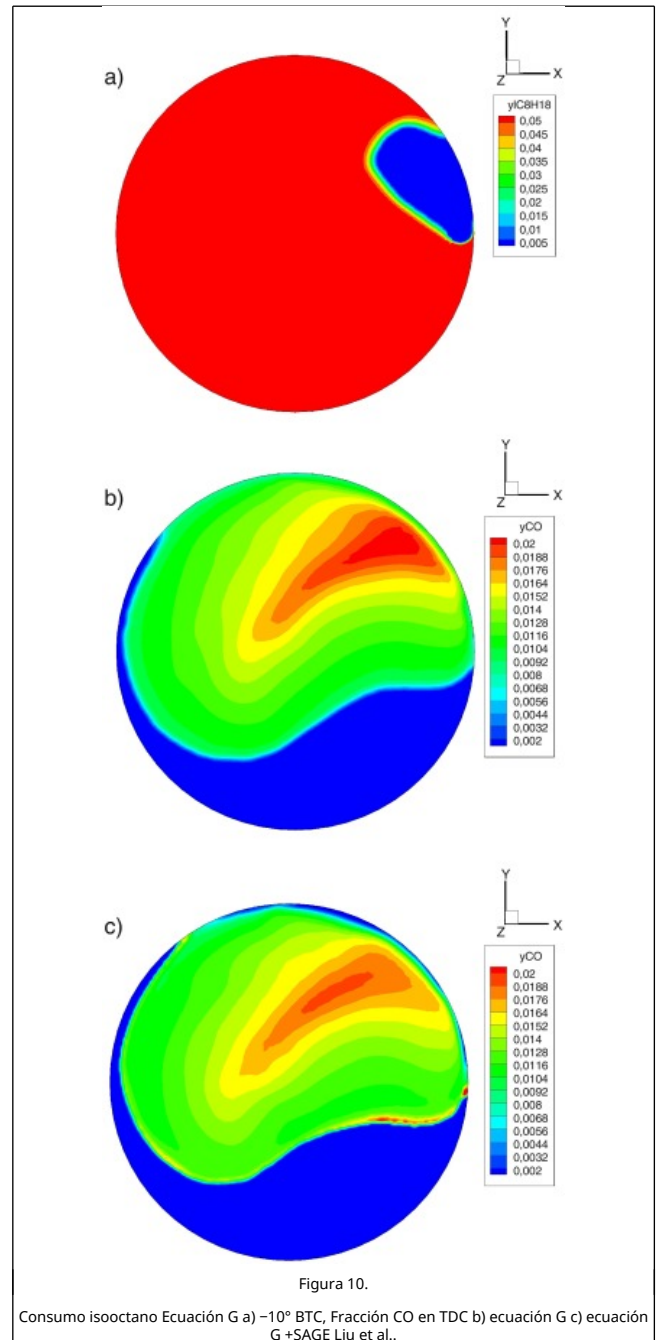 a)
Y
Z
X
yIC8H18
0,05
0,045
0,04
0,035
0,03
0,025
0,02
0,015
0,01
0,005
b)
Y
Z
X
yCO
0,02
0,0188
0,0176
0,0164
0,0152
0,014
0,0128
0,0116
0,0104
0,0092
0,008
0,0068
0,0056
0,0044
0,0032
0,002
c)
Y
Z
X
yCO
0,02
0,0188
0,0176
0,0164
0,0152
0,014
0,0128
0,0116
0,0104
0,0092
0,008
0,0068
0,0056
0,0044
0,0032
0,002
Figura 10.
Consumo isooctano Ecuación G a) −10° BTC, Fracción CO en TDC b) ecuación G c) ecuación
G +SAGE Liu et al..